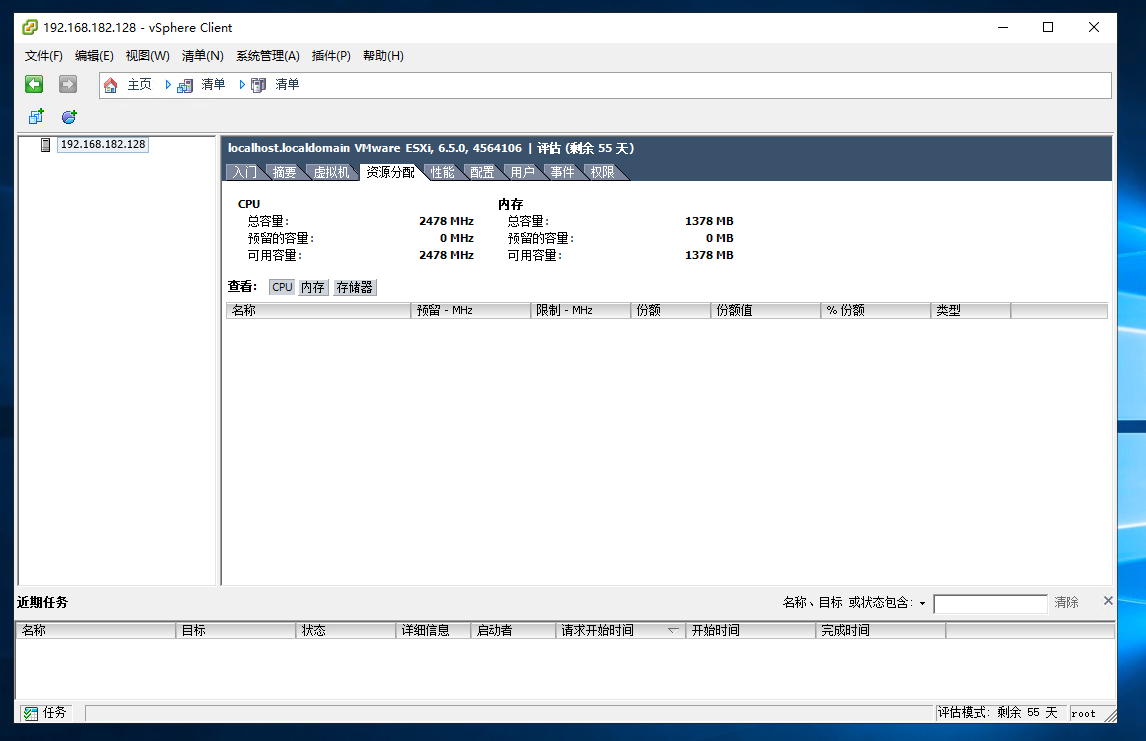 192.168.182.128 - vSphere Client
文件(F) 编辑(E) 视图(W) 清单(N) 系统管理(A) 插件(P) 帮助(H)
主页 清单 清单
192.168.182.128
localhost.localdomain VMware ESXi, 6.5.0, 4564106 | 评估 (剩余 55 天)
入门 摘要 虚拟机 资源分配 性能 配置 用户 事件 权限
CPU 内存
总容量: 2478 MHz 总容量: 1378 MB
预留的容量: 0 MHz 预留的容量: 0 MB
可用容量: 2478 MHz 可用容量: 1378 MB
查看: CPU 内存 存储器
名称 预留 - MHz 限制 - MHz 份额 份额值 % 份额 类型
近期任务 名称、目标 或状态包含: 清除
名称 目标 状态 详细信息 启动者 请求开始时间 开始时间 完成时间
任务 评估模式: 剩余 55 天 root